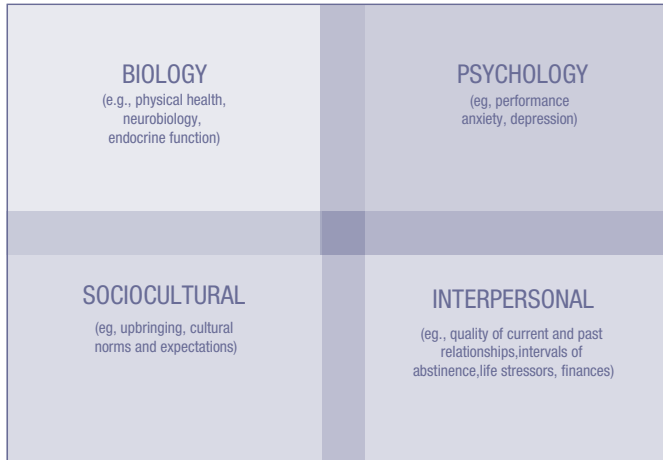 BIOLOGY
(e.g., physical health,
neurobiology,
endocrine function)
PSYCHOLOGY
(eg, performance
anxiety, depression)
SOCIOCULTURAL
(eg, upbringing, cultural
norms and expectations)
INTERPERSONAL
(eg., quality of current and past
relationships,intervals of
abstinence,life stressors, finances)